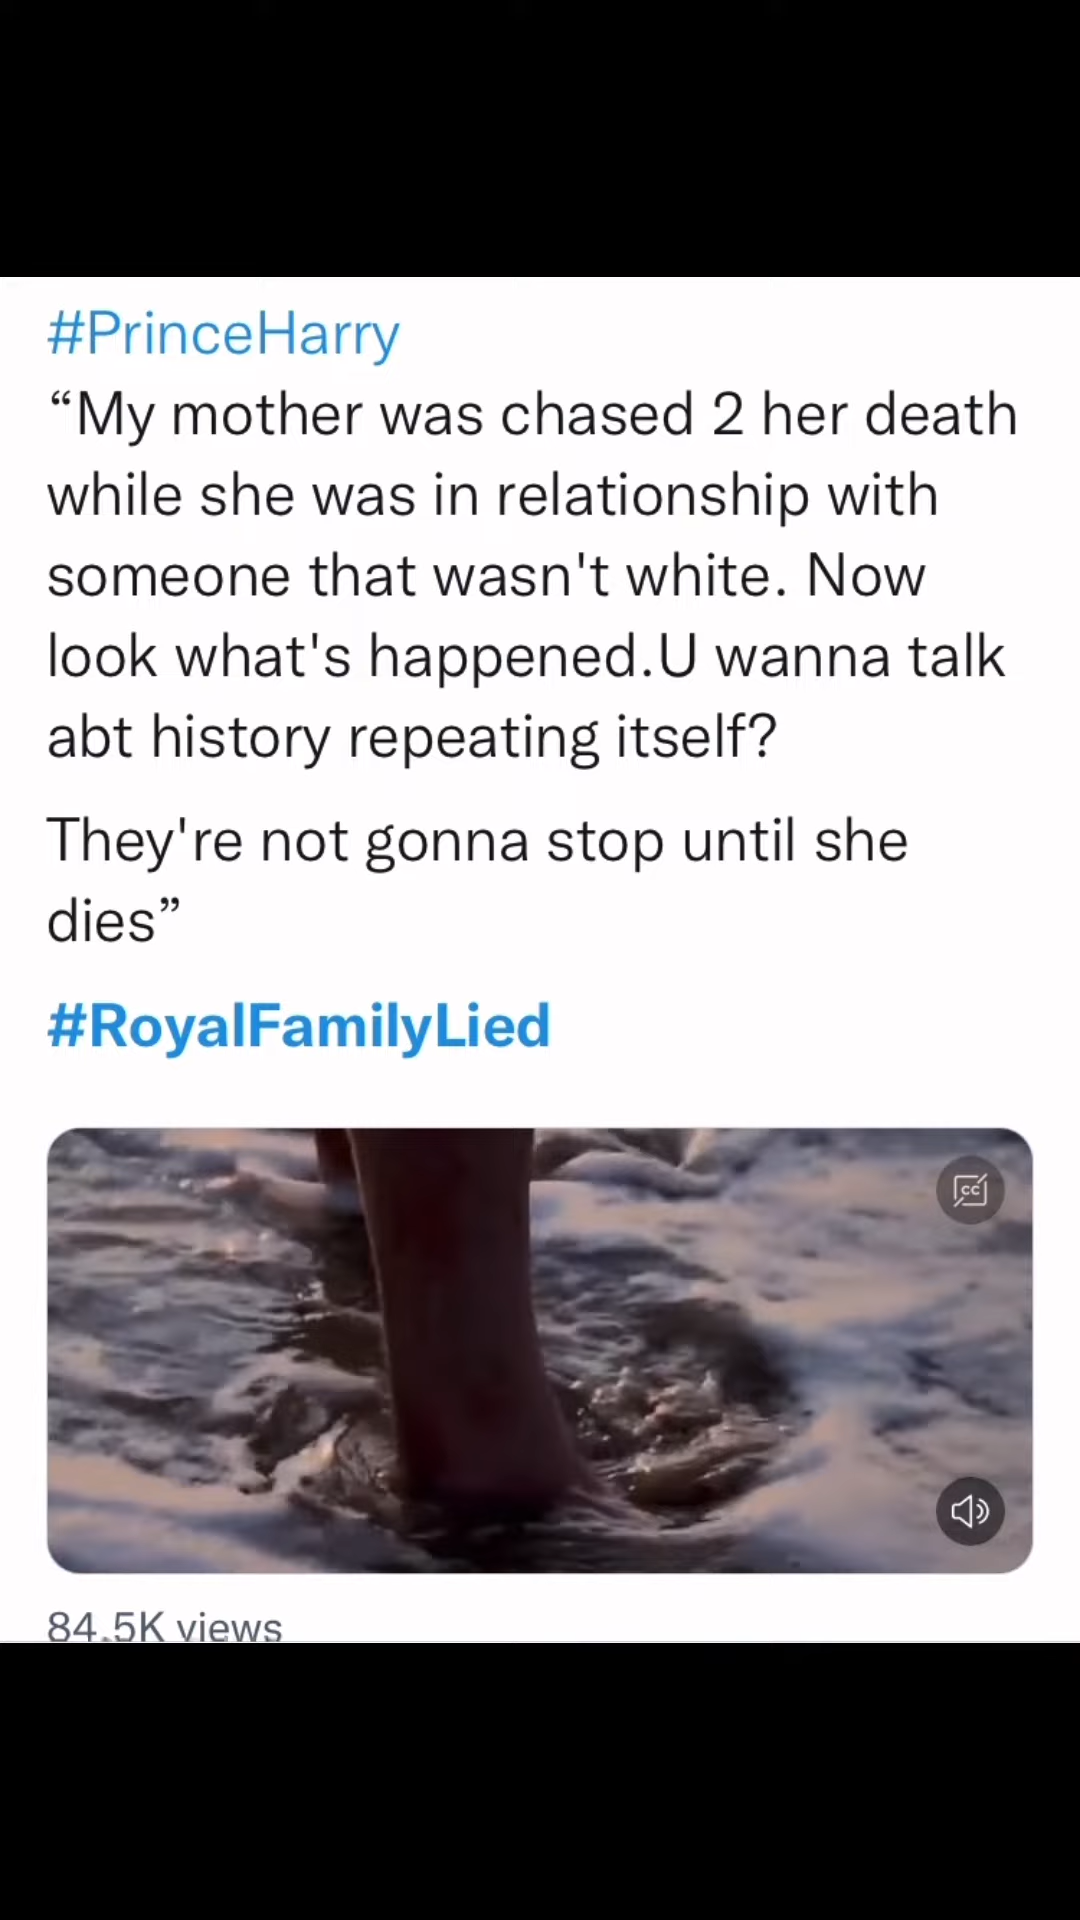 #PrinceHarry
“My mother was chased 2 her death
while she was in relationship with
someone that wasn't white. Now
look what's happened.U wanna talk
abt history repeating itself?
They're not gonna stop until she
dies”
#RoyalFamilyLied
CC
84.5K views